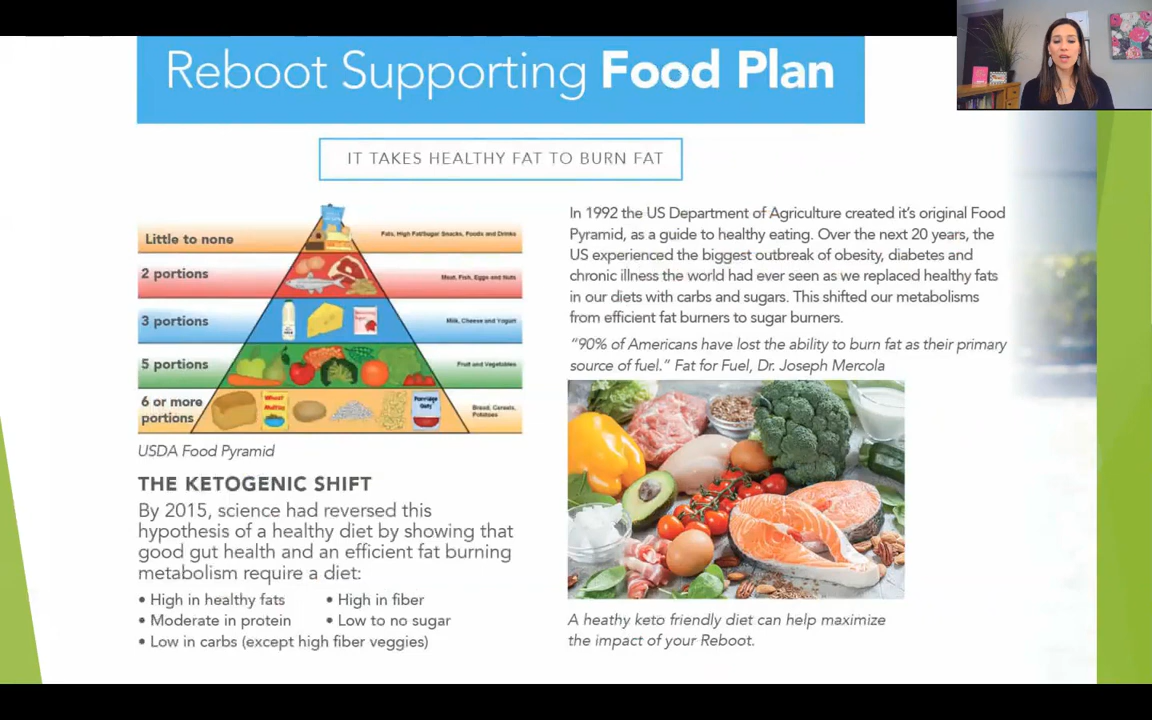 Reboot Supporting Food Plan
IT TAKES HEALTHY FAT TO BURN FAT
Little to none
Fats, High Fat/Sugar Snacks, Foods and Drinks
2 portions
Meat, Fish, Eggs and Nuts
3 portions
Milk, Cheese and Yogurt
5 portions
Fruit and Vegetables
6 or more
portions
Bread, Cereals,
Potatoes
USDA Food Pyramid
THE KETOGENIC SHIFT
By 2015, science had reversed this
hypothesis of a healthy diet by showing that
good gut health and an efficient fat burning
metabolism require a diet:
• High in healthy fats
• High in fiber
• Moderate in protein
• Low to no sugar
• Low in carbs (except high fiber veggies)
In 1992 the US Department of Agriculture created it's original Food
Pyramid, as a guide to healthy eating. Over the next 20 years, the
US experienced the biggest outbreak of obesity, diabetes and
chronic illness the world had ever seen as we replaced healthy fats
in our diets with carbs and sugars. This shifted our metabolisms
from efficient fat burners to sugar burners.
"90% of Americans have lost the ability to burn fat as their primary
source of fuel." Fat for Fuel, Dr. Joseph Mercola
A heathy keto friendly diet can help maximize
the impact of your Reboot.